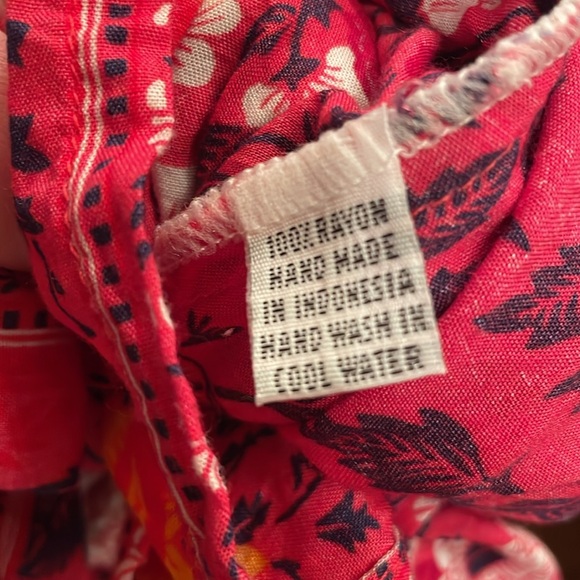 100%.RAYON
HAND MADE
IN INDONESIA
HAND WASH IN
COOL WATER